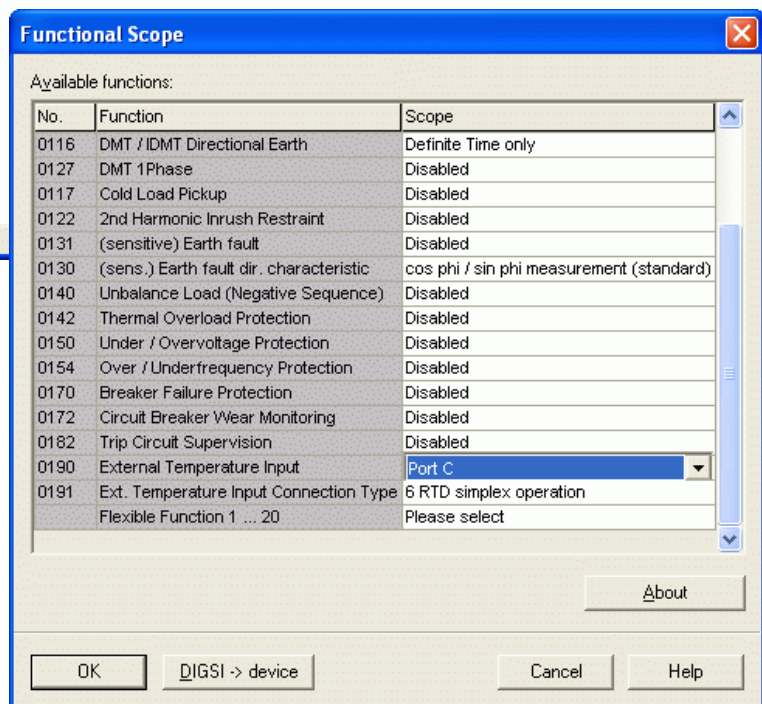 Functional Scope
Available functions:
No. Function Scope
0116 DMT / IDMT Directional Earth Definite Time only
0127 DMT 1Phase Disabled
0117 Cold Load Pickup Disabled
0122 2nd Harmonic Inrush Restraint Disabled
0131 (sensitive) Earth fault Disabled
0130 (sens.) Earth fault dir. characteristic cos phi / sin phi measurement (standard)
0140 Unbalance Load (Negative Sequence) Disabled
0142 Thermal Overload Protection Disabled
0150 Under / Overvoltage Protection Disabled
0154 Over / Underfrequency Protection Disabled
0170 Breaker Failure Protection Disabled
0172 Circuit Breaker Wear Monitoring Disabled
0182 Trip Circuit Supervision Disabled
0190 External Temperature Input Port C
0191 Ext. Temperature Input Connection Type 6 RTD simplex operation
Flexible Function 1 ... 20 Please select
About
OK DIGSI -> device Cancel Help